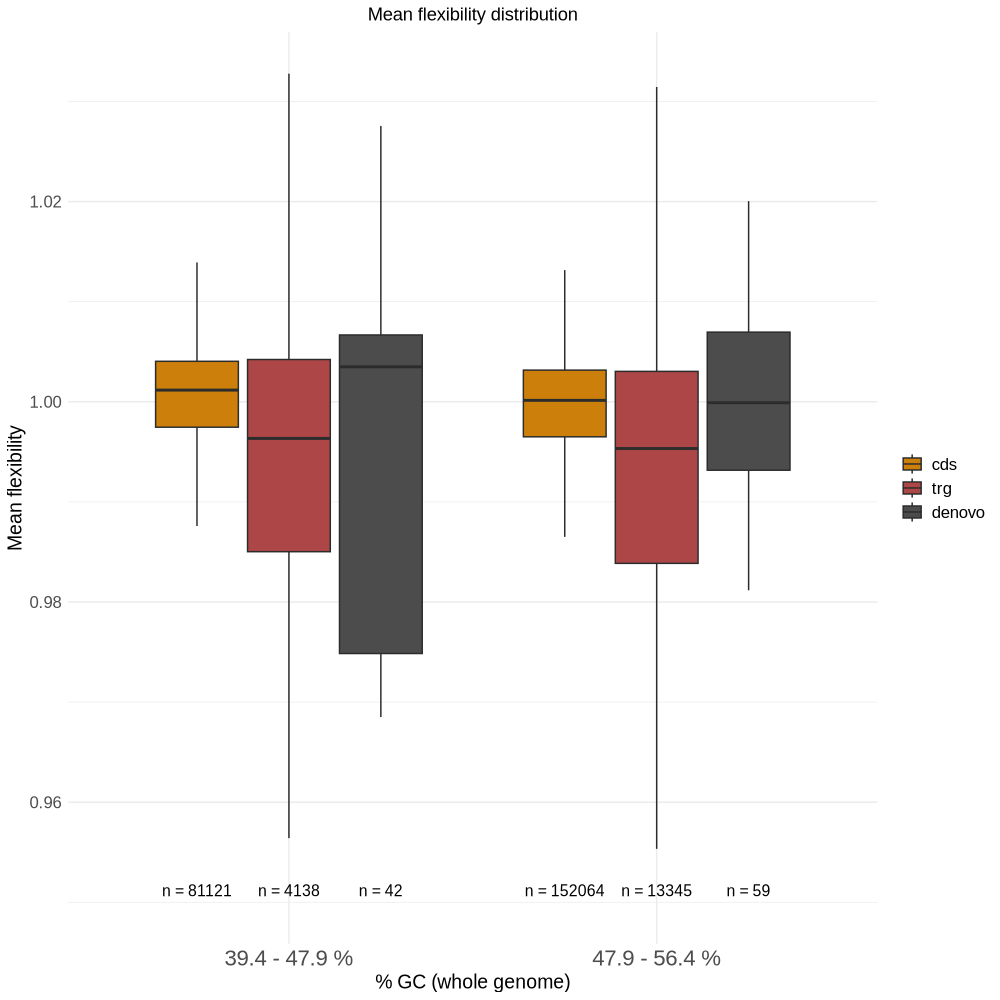 Mean flexibility distribution
Mean flexibility
1.02
1.00
0.98
0.96
n = 81121 n = 4138 n = 42 n = 152064 n = 13345 n = 59
39.4 - 47.9 % 47.9 - 56.4 %
% GC (whole genome)
cds
trg
denovo